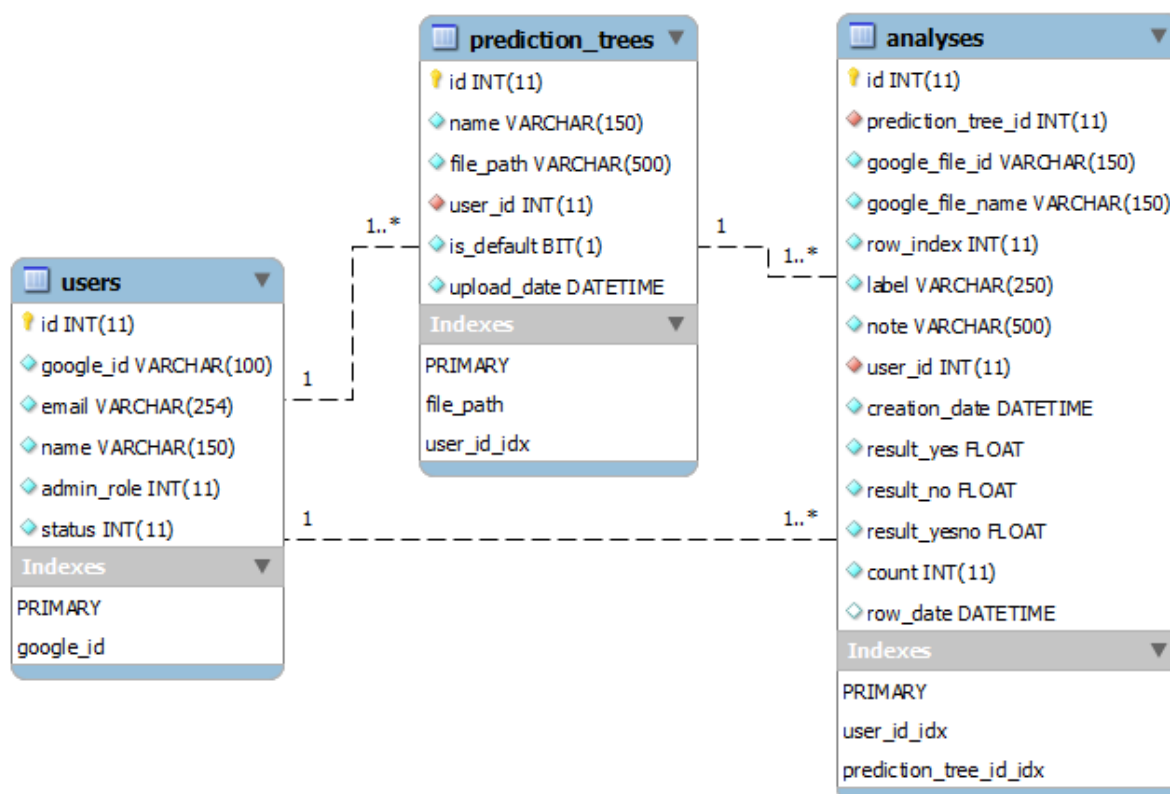 prediction_trees
id INT(11)
name VARCHAR(150)
file_path VARCHAR(500)
user_id INT(11)
is_default BIT(1)
upload_date DATETIME
Indexes
PRIMARY
file_path
user_id_idx
analyses
id INT(11)
prediction_tree_id INT(11)
google_file_id VARCHAR(150)
google_file_name VARCHAR(150)
row_index INT(11)
label VARCHAR(250)
note VARCHAR(500)
user_id INT(11)
creation_date DATETIME
result_yes FLOAT
result_no FLOAT
result_yesno FLOAT
count INT(11)
row_date DATETIME
Indexes
PRIMARY
user_id_idx
prediction_tree_id_idx
users
id INT(11)
google_id VARCHAR(100)
email VARCHAR(254)
name VARCHAR(150)
admin_role INT(11)
status INT(11)
Indexes
PRIMARY
google_id
1
1..*
1
1..*
1
1..*